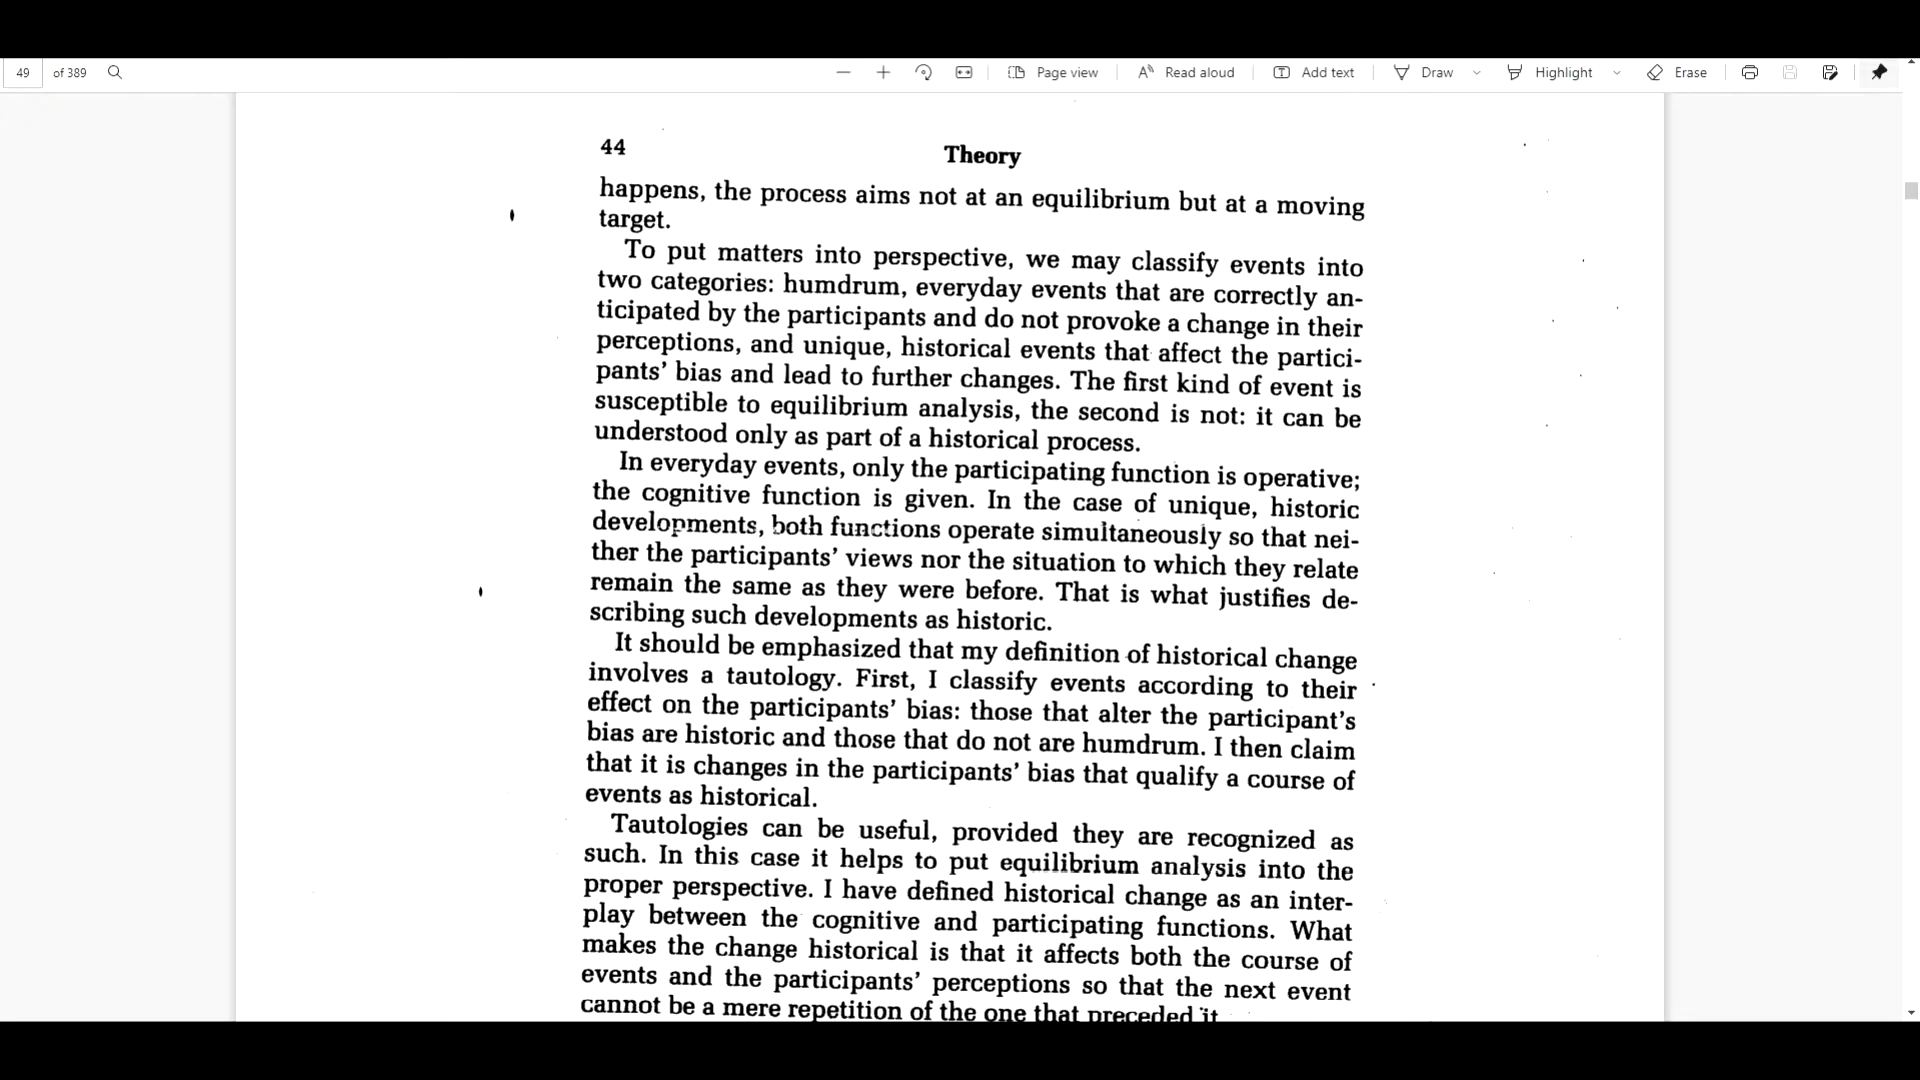 49 of 389 Page view Read aloud Add text Draw Highlight Erase
44 Theory
happens, the process aims not at an equilibrium but at a moving
target.
To put matters into perspective, we may classify events into
two categories: humdrum, everyday events that are correctly an-
ticipated by the participants and do not provoke a change in their
perceptions, and unique, historical events that affect the partici-
pants’ bias and lead to further changes. The first kind of event is
susceptible to equilibrium analysis, the second is not: it can be
understood only as part of a historical process.
In everyday events, only the participating function is operative;
the cognitive function is given. In the case of unique, historic
developments, both functions operate simultaneously so that nei-
ther the participants’ views nor the situation to which they relate
remain the same as they were before. That is what justifies de-
scribing such developments as historic.
It should be emphasized that my definition of historical change
involves a tautology. First, I classify events according to their
effect on the participants’ bias: those that alter the participant’s
bias are historic and those that do not are humdrum. I then claim
that it is changes in the participants’ bias that qualify a course of
events as historical.
Tautologies can be useful, provided they are recognized as
such. In this case it helps to put equilibrium analysis into the
proper perspective. I have defined historical change as an inter-
play between the cognitive and participating functions. What
makes the change historical is that it affects both the course of
events and the participants’ perceptions so that the next event
cannot be a mere repetition of the one that preceded it